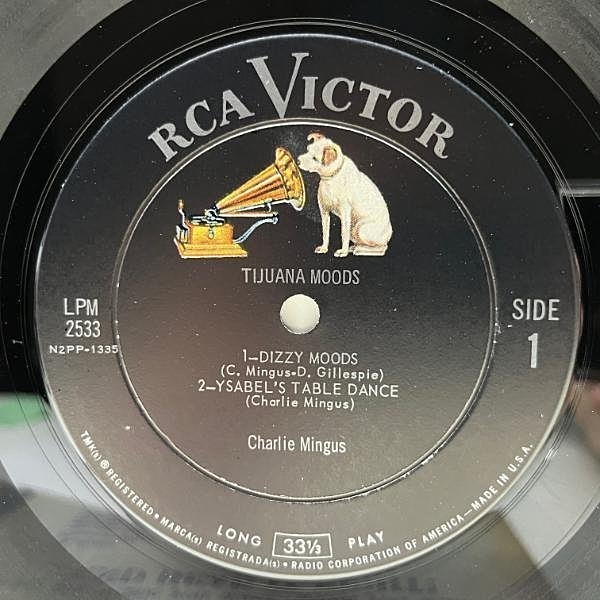 RCA VICTOR
TIJUANA MOODS
LPM
2533
N2PP-1335
SIDE
1
1—DIZZY MOODS
(C. Mingus-D. Gillespie)
2—YSABEL'S TABLE DANCE
(Charlie Mingus)
Charlie Mingus
LONG 33⅓ PLAY
TMK(s) ® REGISTERED • MARCA(s) REGISTRADA(s) • RADIO CORPORATION OF AMERICA—MADE IN U.S.A.